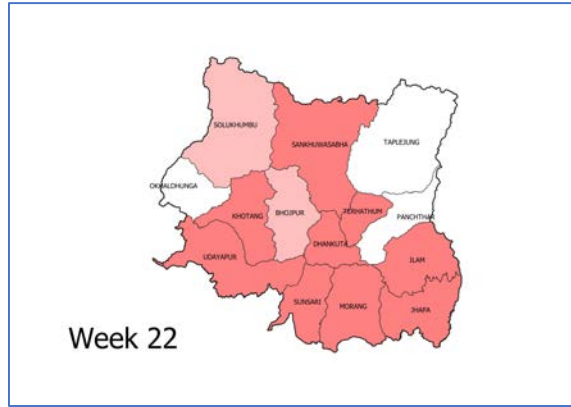 SOLUKHUMBU
SANKHUWASABHA
TAPLEJUNG
OKHALDHUNGA
KHOTANG
BHOJPUR
TERHATHUM
PANCHTHAR
DHANKUTA
UDAYAPUR
ILAM
SUNSARI
MORANG
JHAPA
Week 22